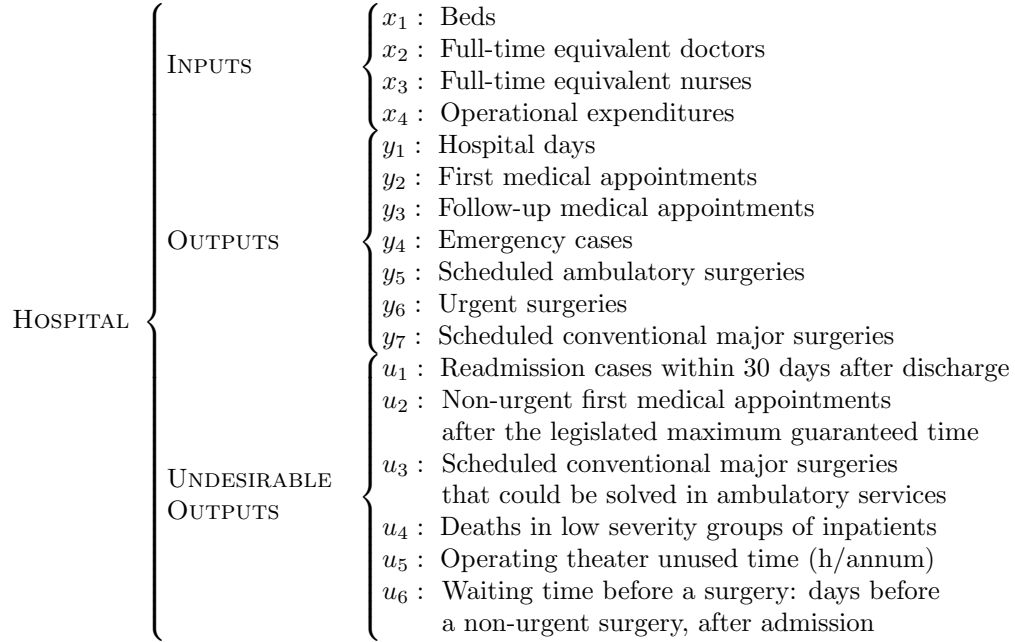 HOSPITAL
INPUTS
x1 : Beds
x2 : Full-time equivalent doctors
x3 : Full-time equivalent nurses
x4 : Operational expenditures
OUTPUTS
y1 : Hospital days
y2 : First medical appointments
y3 : Follow-up medical appointments
y4 : Emergency cases
y5 : Scheduled ambulatory surgeries
y6 : Urgent surgeries
y7 : Scheduled conventional major surgeries
UNDESIRABLE
OUTPUTS
u1 : Readmission cases within 30 days after discharge
u2 : Non-urgent first medical appointments
after the legislated maximum guaranteed time
u3 : Scheduled conventional major surgeries
that could be solved in ambulatory services
u4 : Deaths in low severity groups of inpatients
u5 : Operating theater unused time (h/annum)
u6 : Waiting time before a surgery: days before
a non-urgent surgery, after admission